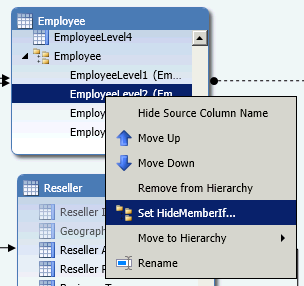 Employee
EmployeeLevel4
Employee
EmployeeLevel1 (Em...
EmployeeLevel2 (Em...
Employ
Employ
Hide Source Column Name
Move Up
Move Down
Remove from Hierarchy
Set HideMemberIf...
Move to Hierarchy
Rename
Reseller
Reseller
Geograp
Reseller A
Reseller